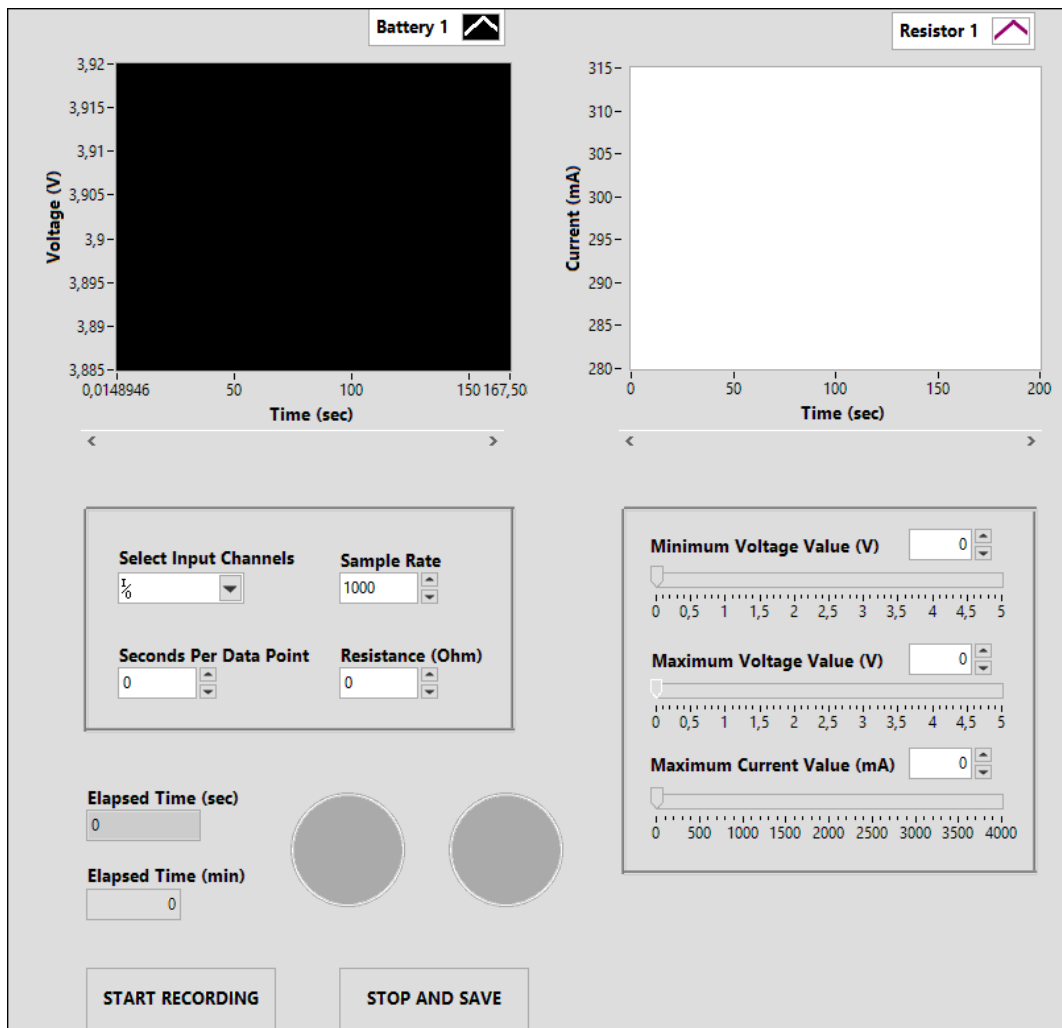 Battery 1
3,92
3,915
3,91
3,905
3,9
3,895
3,89
3,885
Voltage (V)
0,0148946 50 100 150 167,50
Time (sec)
Resistor 1
315
310
305
300
295
290
285
280
Current (mA)
0 50 100 150 200
Time (sec)
Select Input Channels Sample Rate
I/0 1000
Seconds Per Data Point Resistance (Ohm)
0 0
Minimum Voltage Value (V) 0
0 0,5 1 1,5 2 2,5 3 3,5 4 4,5 5
Maximum Voltage Value (V) 0
0 0,5 1 1,5 2 2,5 3 3,5 4 4,5 5
Maximum Current Value (mA) 0
0 500 1000 1500 2000 2500 3000 3500 4000
Elapsed Time (sec)
0
Elapsed Time (min)
0
START RECORDING STOP AND SAVE